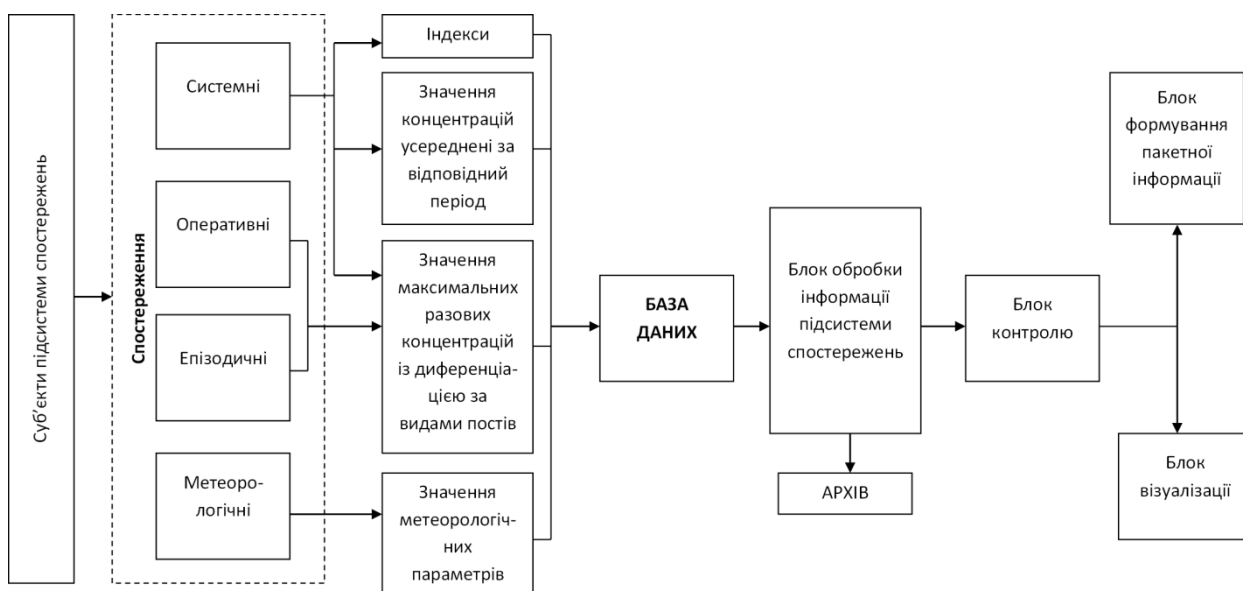 Суб’єкти підсистеми спостережень
Спостереження
Системні
Оперативні
Епізодичні
Метеоро-
логічні
Індекси
Значення
концентрацій
усереднені за
відповідний
період
Значення
максимальних
разових
концентрацій
із диференціа-
цією за
видами постів
Значення
метеорологіч-
них
параметрів
БАЗА
ДАНИХ
Блок обробки
інформації
підсистеми
спостережень
АРХІВ
Блок
контролю
Блок
формування
пакетної
інформації
Блок
візуалізації